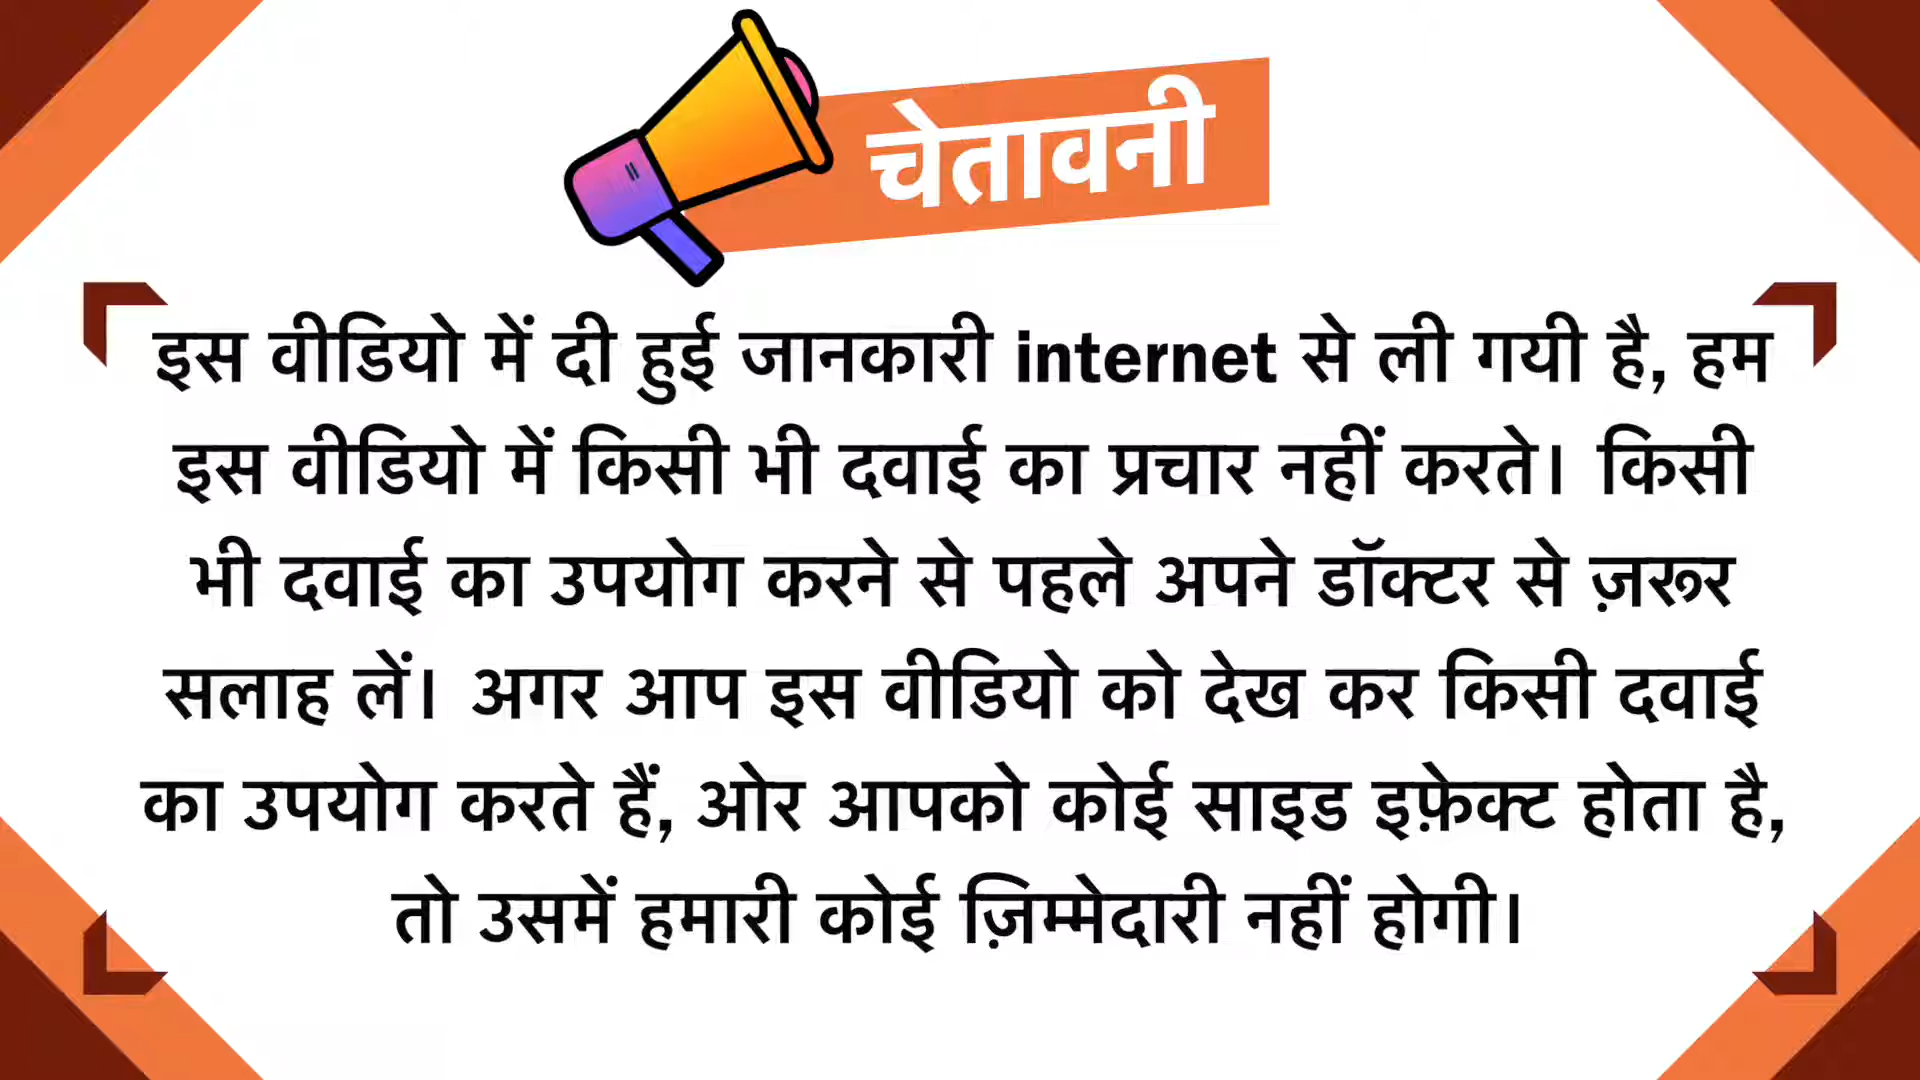 चेतावनी
इस वीडियो में दी हुई जानकारी internet से ली गयी है, हम
इस वीडियो में किसी भी दवाई का प्रचार नहीं करते। किसी
भी दवाई का उपयोग करने से पहले अपने डॉक्टर से ज़रूर
सलाह लें। अगर आप इस वीडियो को देख कर किसी दवाई
का उपयोग करते हैं, ओर आपको कोई साइड इफ़ेक्ट होता है,
तो उसमें हमारी कोई ज़िम्मेदारी नहीं होगी।